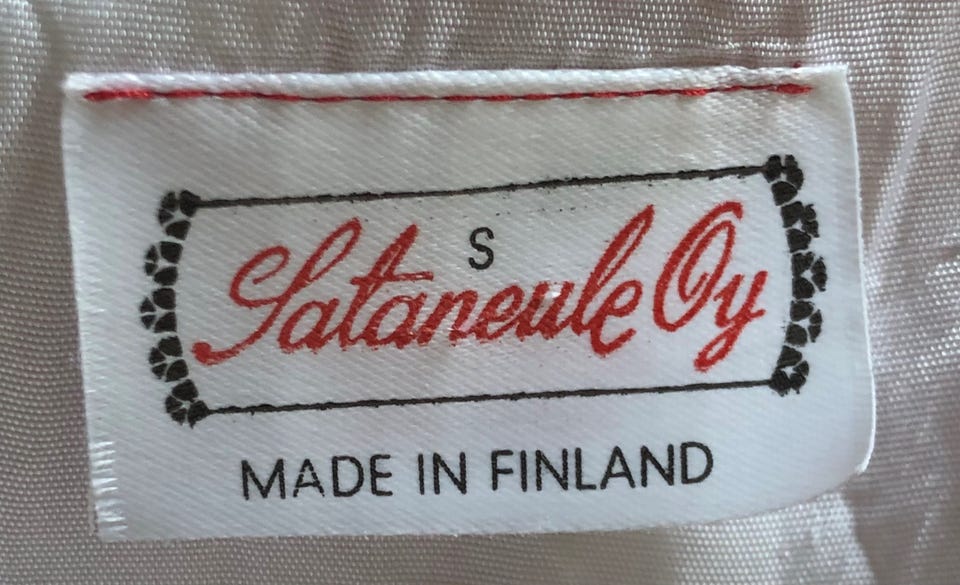 S
Sataneule Oy
MADE IN FINLAND